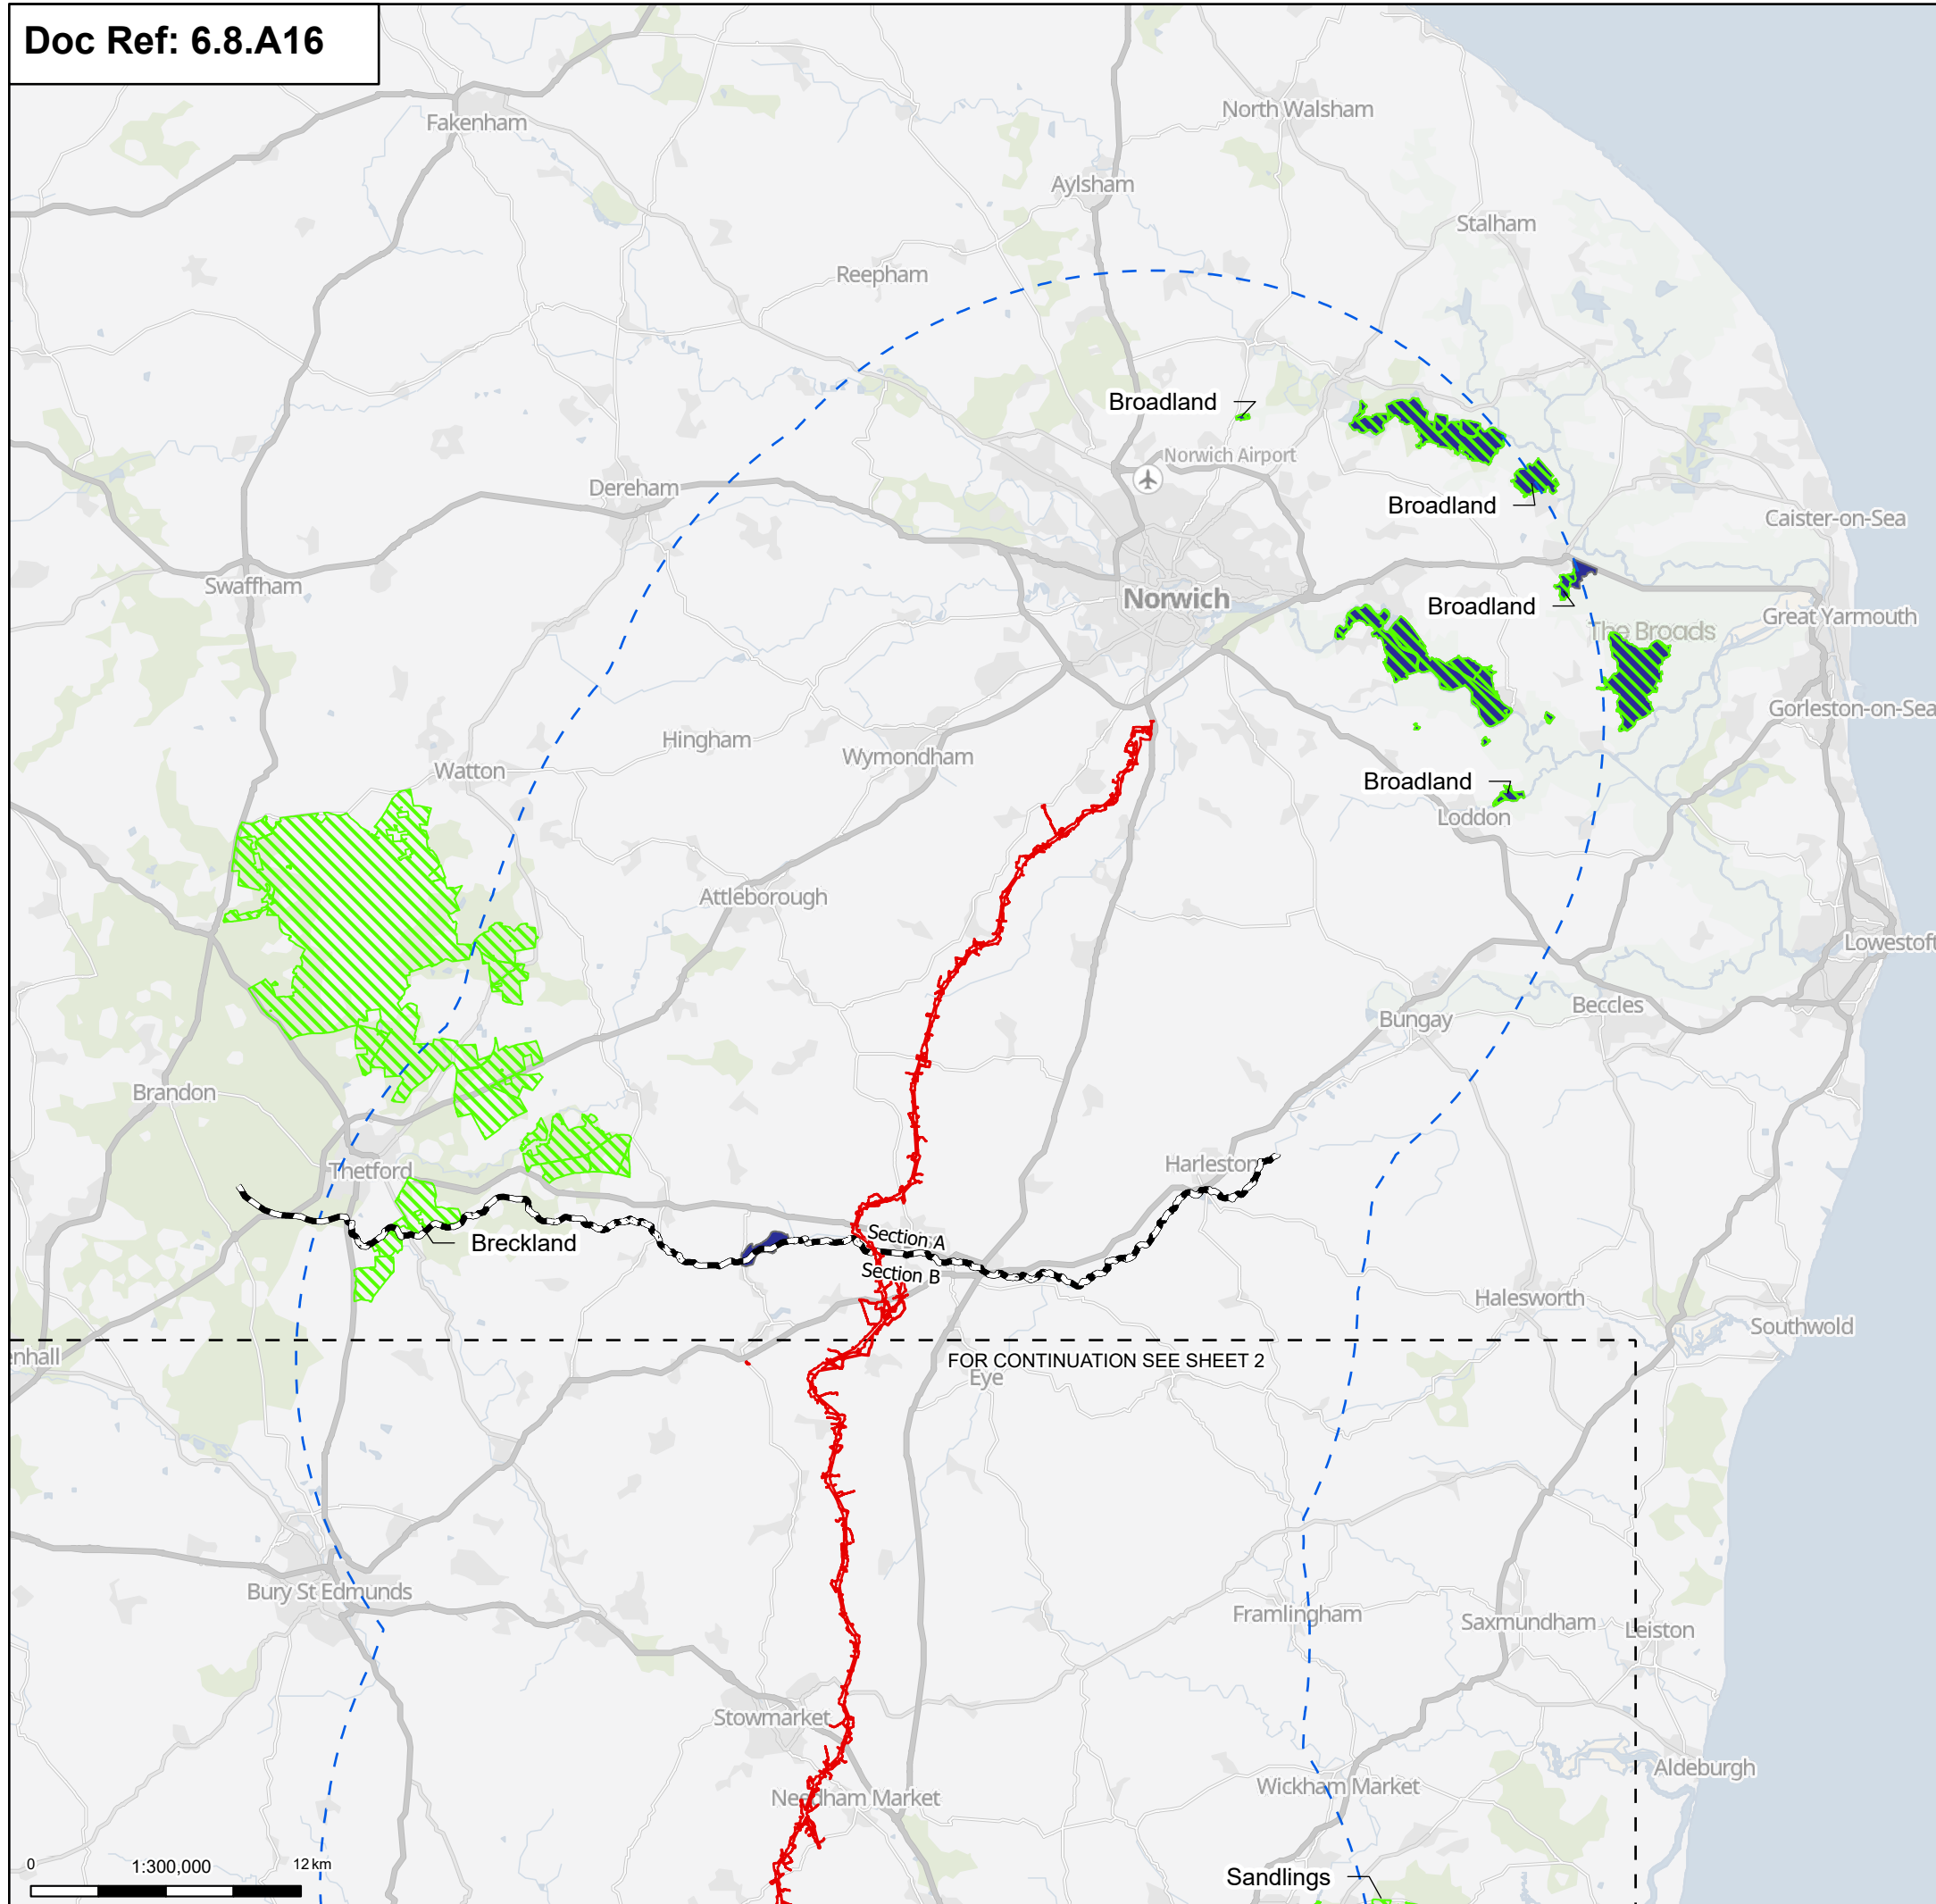 Doc Ref: 6.8.A16
North Walsham
Fakenham
Aylsham
Stalham
Reepham
Broadland
Norwich Airport
Dereham
Broadland
Caister-on-Sea
Swaffham
Norwich
Broadland
Great Yarmouth
The Broads
Gorleston-on-Sea
Hingham
Wymondham
Watton
Broadland
Loddon
Attleborough
Lowestoft
Beccles
Bungay
Brandon
Harleston
Thetford
Section A
Breckland
Section B
Halesworth
Southwold
enhall
FOR CONTINUATION SEE SHEET 2
Eye
Bury St Edmunds
Framlingham
Saxmundham
Leiston
Stowmarket
Aldeburgh
Wickham Market
Needham Market
0 1:300,000 12 km
Sandlings